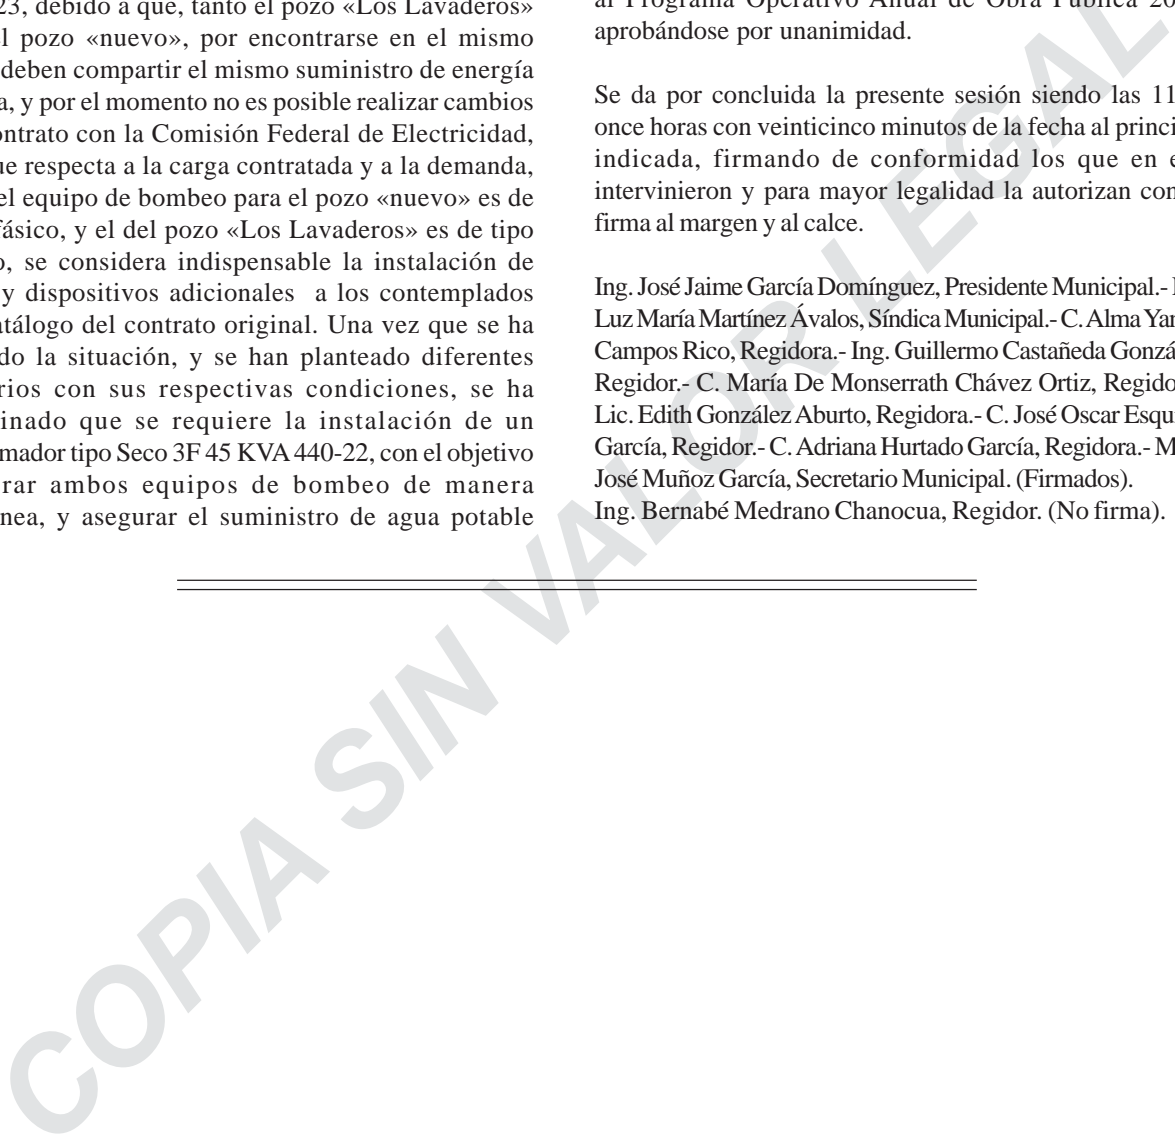 23, debido a que, tanto el pozo «Los Lavaderos»
el pozo «nuevo», por encontrarse en el mismo
deben compartir el mismo suministro de energía
a, y por el momento no es posible realizar cambios
ontrato con la Comisión Federal de Electricidad,
ue respecta a la carga contratada y a la demanda,
el equipo de bombeo para el pozo «nuevo» es de
fásico, y el del pozo «Los Lavaderos» es de tipo
o, se considera indispensable la instalación de
y dispositivos adicionales a los contemplados
atálogo del contrato original. Una vez que se ha
do la situación, y se han planteado diferentes
rios con sus respectivas condiciones, se ha
inado que se requiere la instalación de un
mador tipo Seco 3F 45 KVA 440-22, con el objetivo
rar ambos equipos de bombeo de manera
nea, y asegurar el suministro de agua potable
al Programa Operativo Anual de Obra Pública 20
aprobándose por unanimidad.
Se da por concluida la presente sesión siendo las 11
once horas con veinticinco minutos de la fecha al princi
indicada, firmando de conformidad los que en e
intervinieron y para mayor legalidad la autorizan con
firma al margen y al calce.
Ing. José Jaime García Domínguez, Presidente Municipal.-
Luz María Martínez Ávalos, Síndica Municipal.- C. Alma Yan
Campos Rico, Regidora.- Ing. Guillermo Castañeda Gonzá
Regidor.- C. María De Monserrath Chávez Ortiz, Regido
Lic. Edith González Aburto, Regidora.- C. José Oscar Esqui
García, Regidor.- C. Adriana Hurtado García, Regidora.- M
José Muñoz García, Secretario Municipal. (Firmados).
Ing. Bernabé Medrano Chanocua, Regidor. (No firma).
COPIA SIN VALOR LEGAL